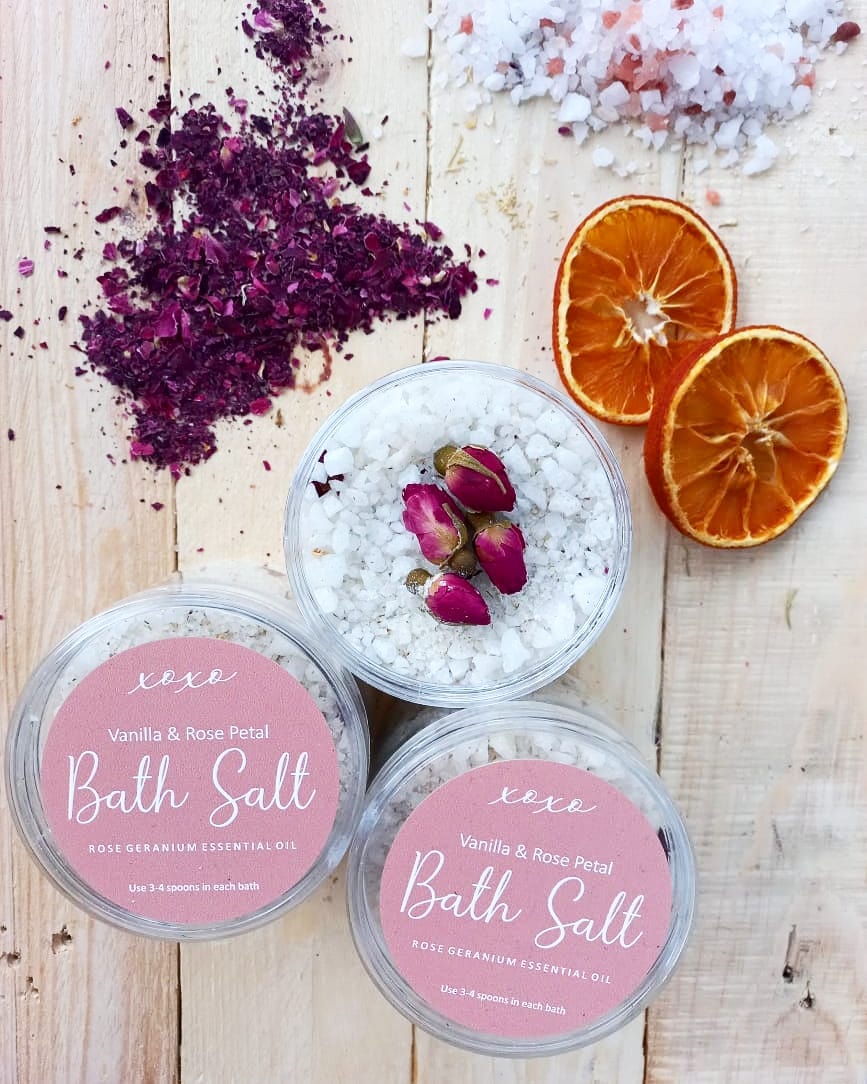 xoxo
Vanilla & Rose Petal
Bath Salt
ROSE GERANIUM ESSENTIAL OIL
Use 3-4 spoons in each bath
xoxo
Vanilla & Rose Petal
Bath Salt
ROSE GERANIUM ESSENTIAL OIL
Use 3-4 spoons in each bath